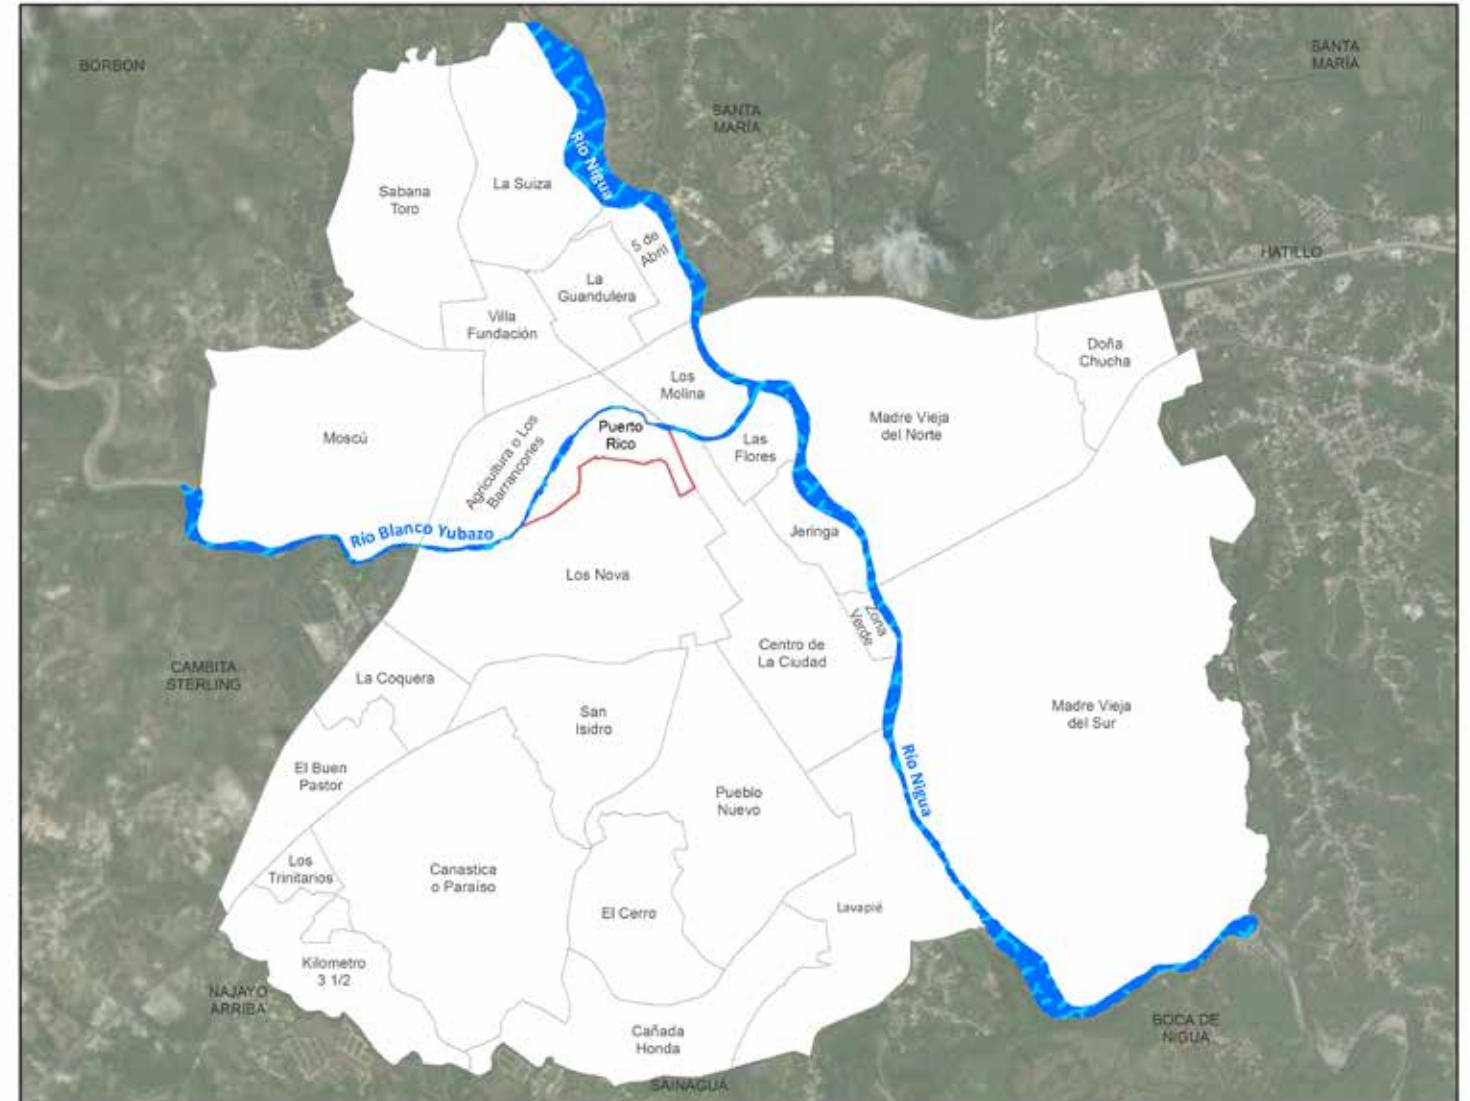 BORBÓN
SANTA
MARÍA
SANTA
MARÍA
Río Nigua
Sabana
Toro
La Suiza
5 de
Abril
HATILLO
La
Guandulera
Villa
Fundación
Doña
Chucha
Los
Molina
Madre Vieja
del Norte
Moscú
Agricultura o Los
Barrancones
Puerto
Rico
Las
Flores
Río Blanco Yubazo
Jeringa
Los Nova
Zona
Verde
Centro de
La Ciudad
CAMBITA
STERLING
La Coquera
San
Isidro
Madre Vieja
del Sur
El Buen
Pastor
Río Nigua
Pueblo
Nuevo
Los
Trinitarios
Canastica
o Paraíso
El Cerro
Lavapié
Kilometro
3 1/2
NAJAYO
ARRIBA
Cañada
Honda
BOCA DE
NIGUA
SAINAGUÁ